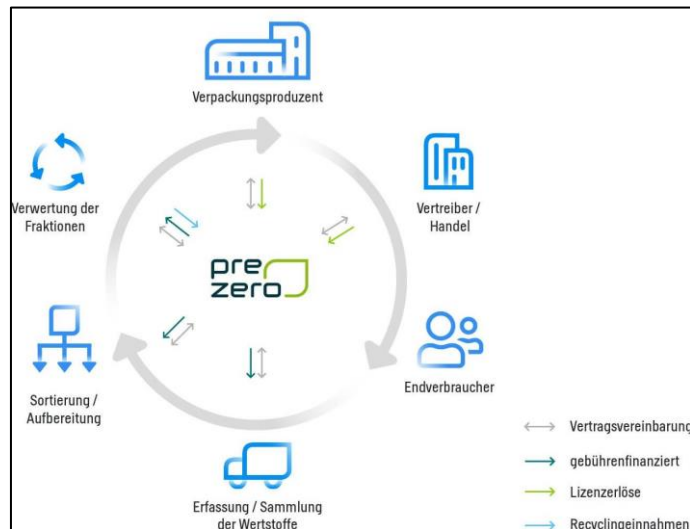 Verpackungsproduzent
Verwertung der
Fraktionen
Vertreiber /
Handel
pre
zero
Sortierung /
Aufbereitung
Endverbraucher
Erfassung / Sammlung
der Wertstoffe
Vertragsvereinbarung
gebührenfinanziert
Lizenzerlöse
Recyclingeinnahmen